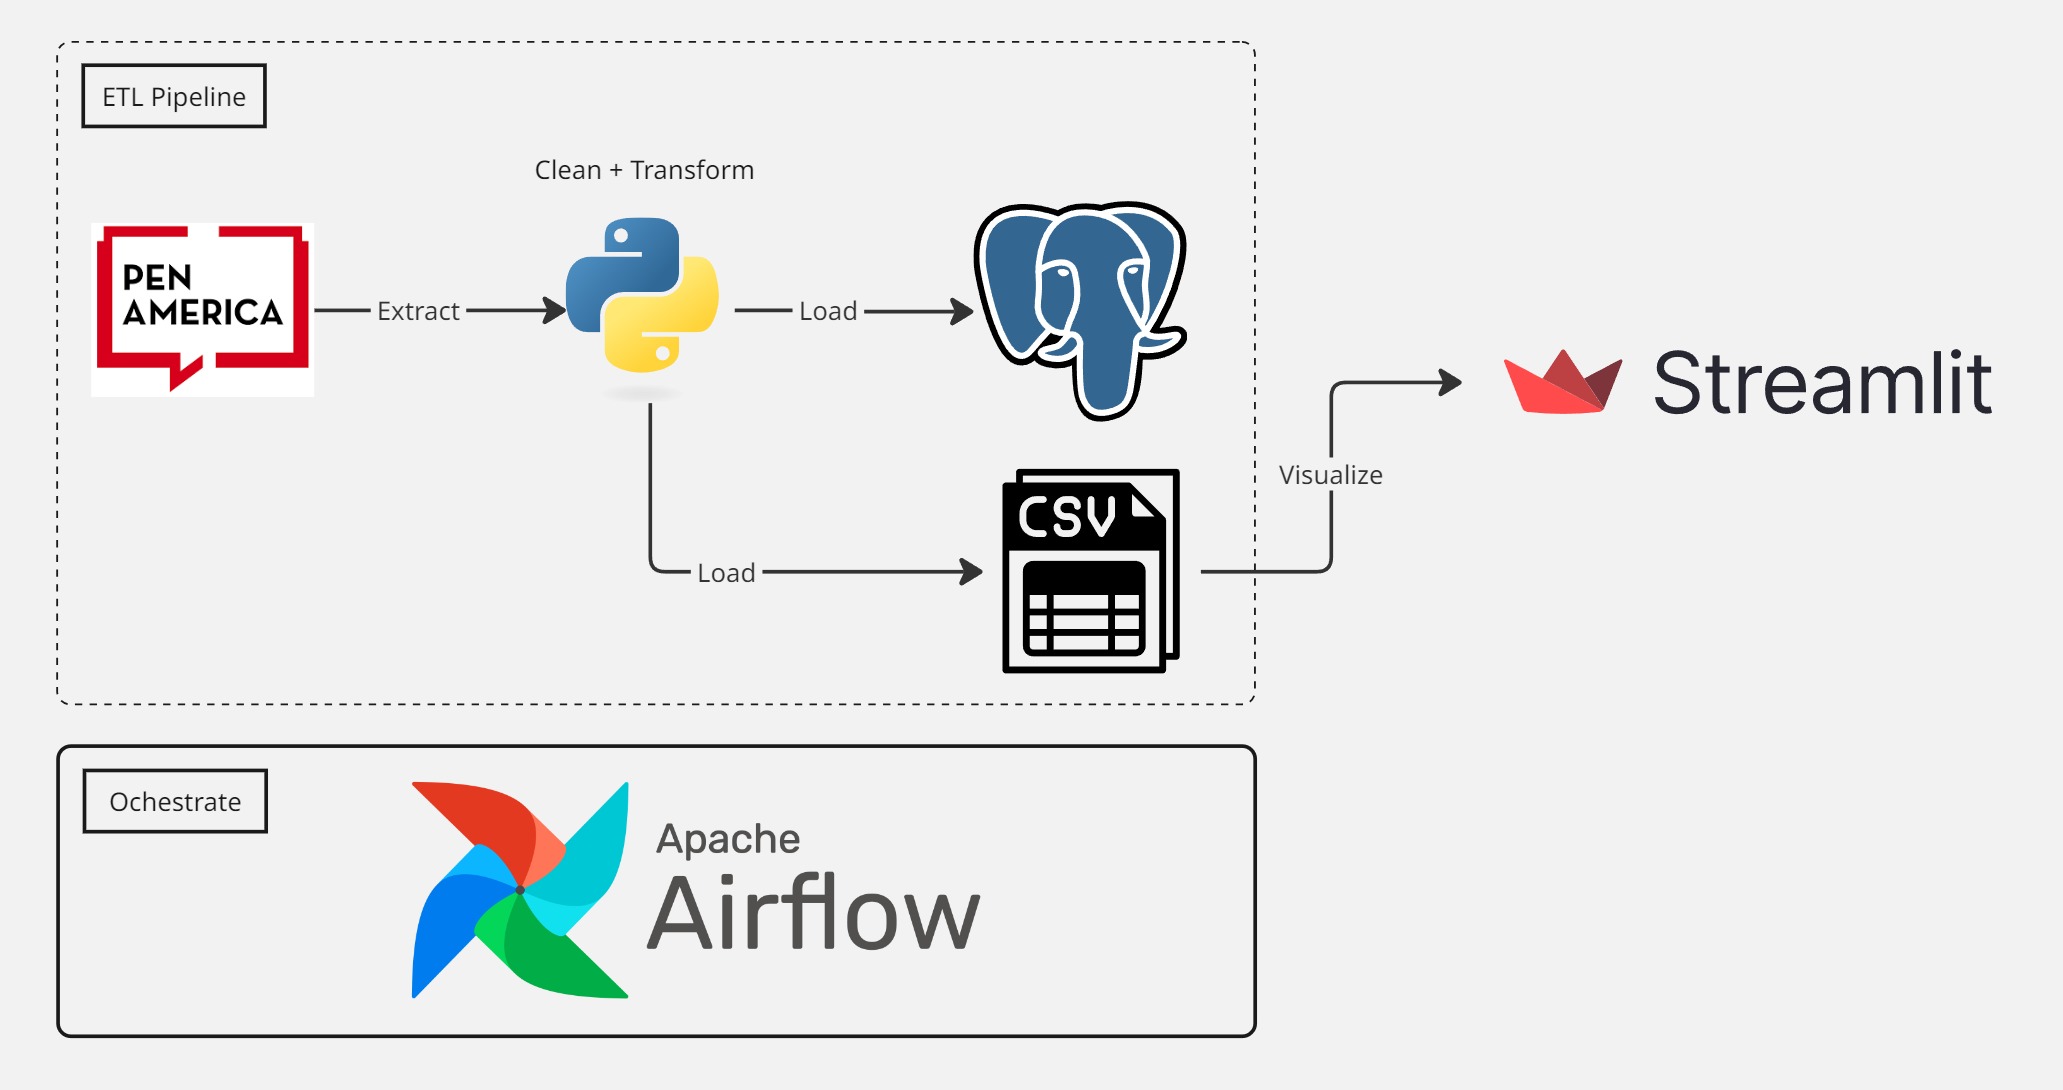 ETL Pipeline
Clean + Transform
PEN
AMERICA
Extract
Load
Load
CSV
Visualize
Streamlit
Ochestrate
Apache
Airflow